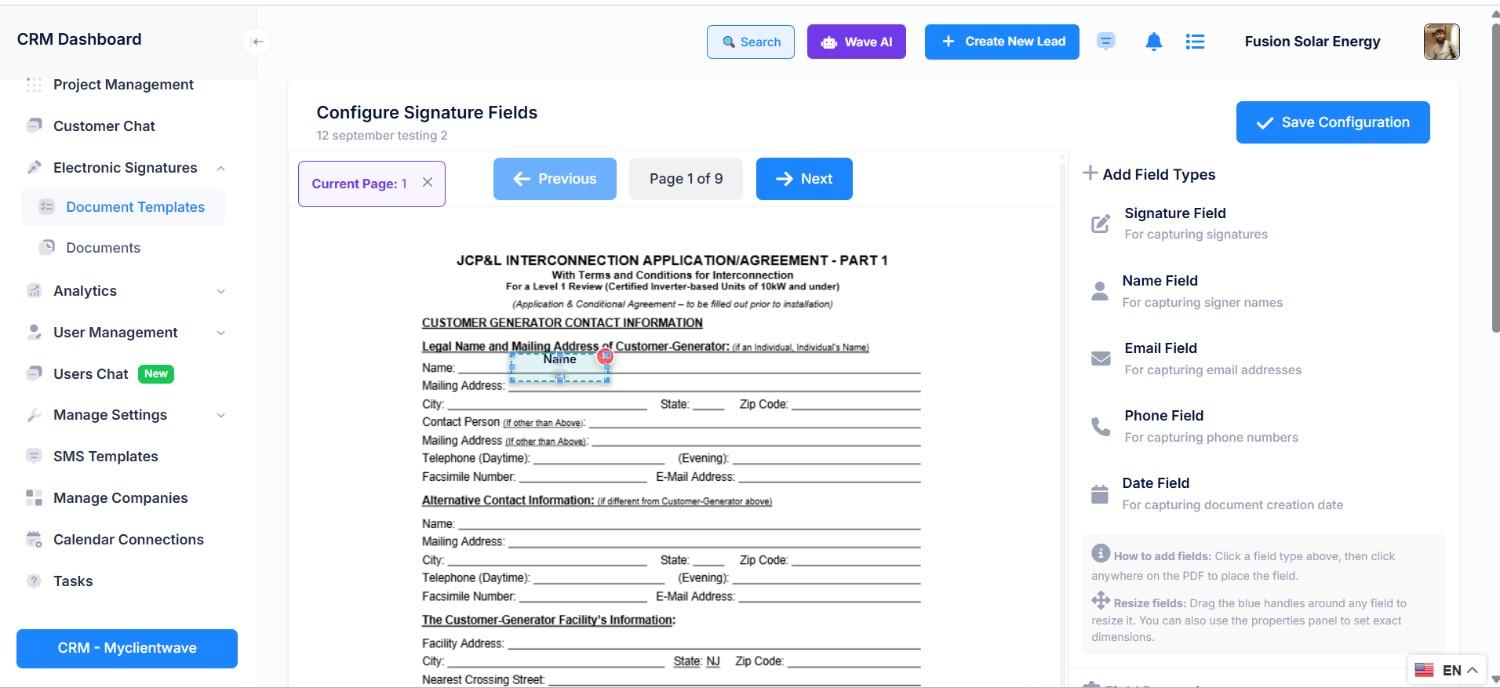 CRM Dashboard
Search
Wave AI
Create New Lead
Fusion Solar Energy
Project Management
Customer Chat
Electronic Signatures
Document Templates
Documents
Analytics
User Management
Users Chat New
Manage Settings
SMS Templates
Manage Companies
Calendar Connections
Tasks
CRM - Myclientwave
Configure Signature Fields
12 september testing 2
Save Configuration
Current Page: 1
Previous
Page 1 of 9
Next
JCP&L INTERCONNECTION APPLICATION/AGREEMENT - PART 1
With Terms and Conditions for Interconnection
For a Level 1 Review (Certified Inverter-based Units of 10kW and under)
(Application & Conditional Agreement – to be filled out prior to installation)
CUSTOMER GENERATOR CONTACT INFORMATION
Legal Name and Mailing Address of Customer-Generator: (if an Individual, Individual's Name)
Name
Name:
Mailing Address:
City: State: Zip Code:
Contact Person (If other than Above):
Mailing Address (If other than Above):
Telephone (Daytime): (Evening):
Facsimile Number: E-Mail Address:
Alternative Contact Information: (if different from Customer-Generator above)
Name:
Mailing Address:
City: State: Zip Code:
Telephone (Daytime): (Evening):
Facsimile Number: E-Mail Address:
The Customer-Generator Facility's Information:
Facility Address:
City: State: NJ Zip Code:
Nearest Crossing Street:
Add Field Types
Signature Field
For capturing signatures
Name Field
For capturing signer names
Email Field
For capturing email addresses
Phone Field
For capturing phone numbers
Date Field
For capturing document creation date
How to add fields: Click a field type above, then click
anywhere on the PDF to place the field.
Resize fields: Drag the blue handles around any field to
resize it. You can also use the properties panel to set exact
dimensions.
EN